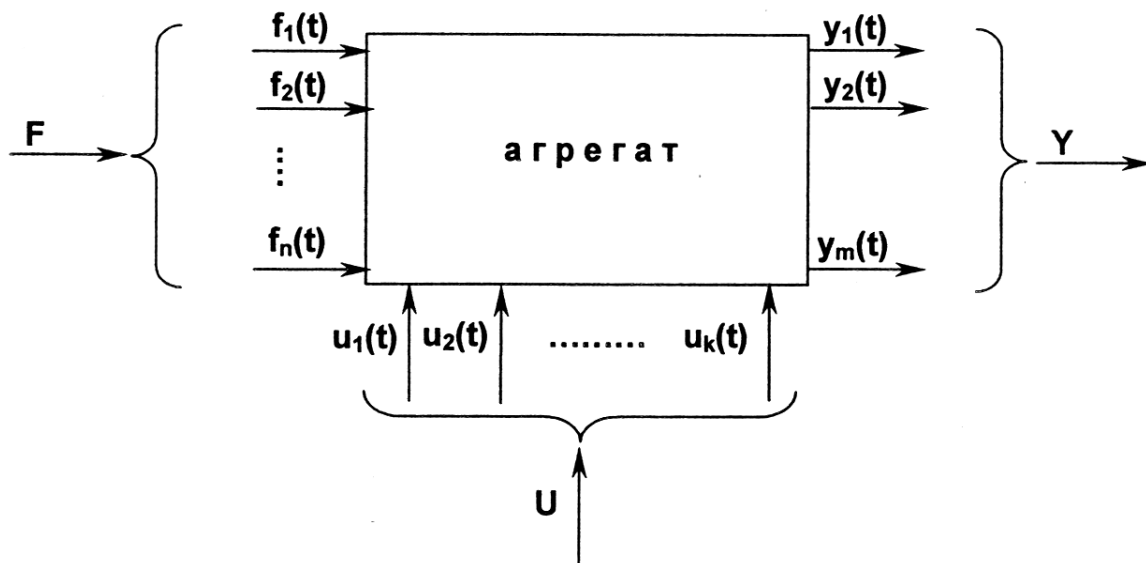 f₁(t)
y₁(t)
f₂(t)
y₂(t)
F
агрегат
Y
fₙ(t)
yₘ(t)
u₁(t) u₂(t) ......... uₖ(t)
U